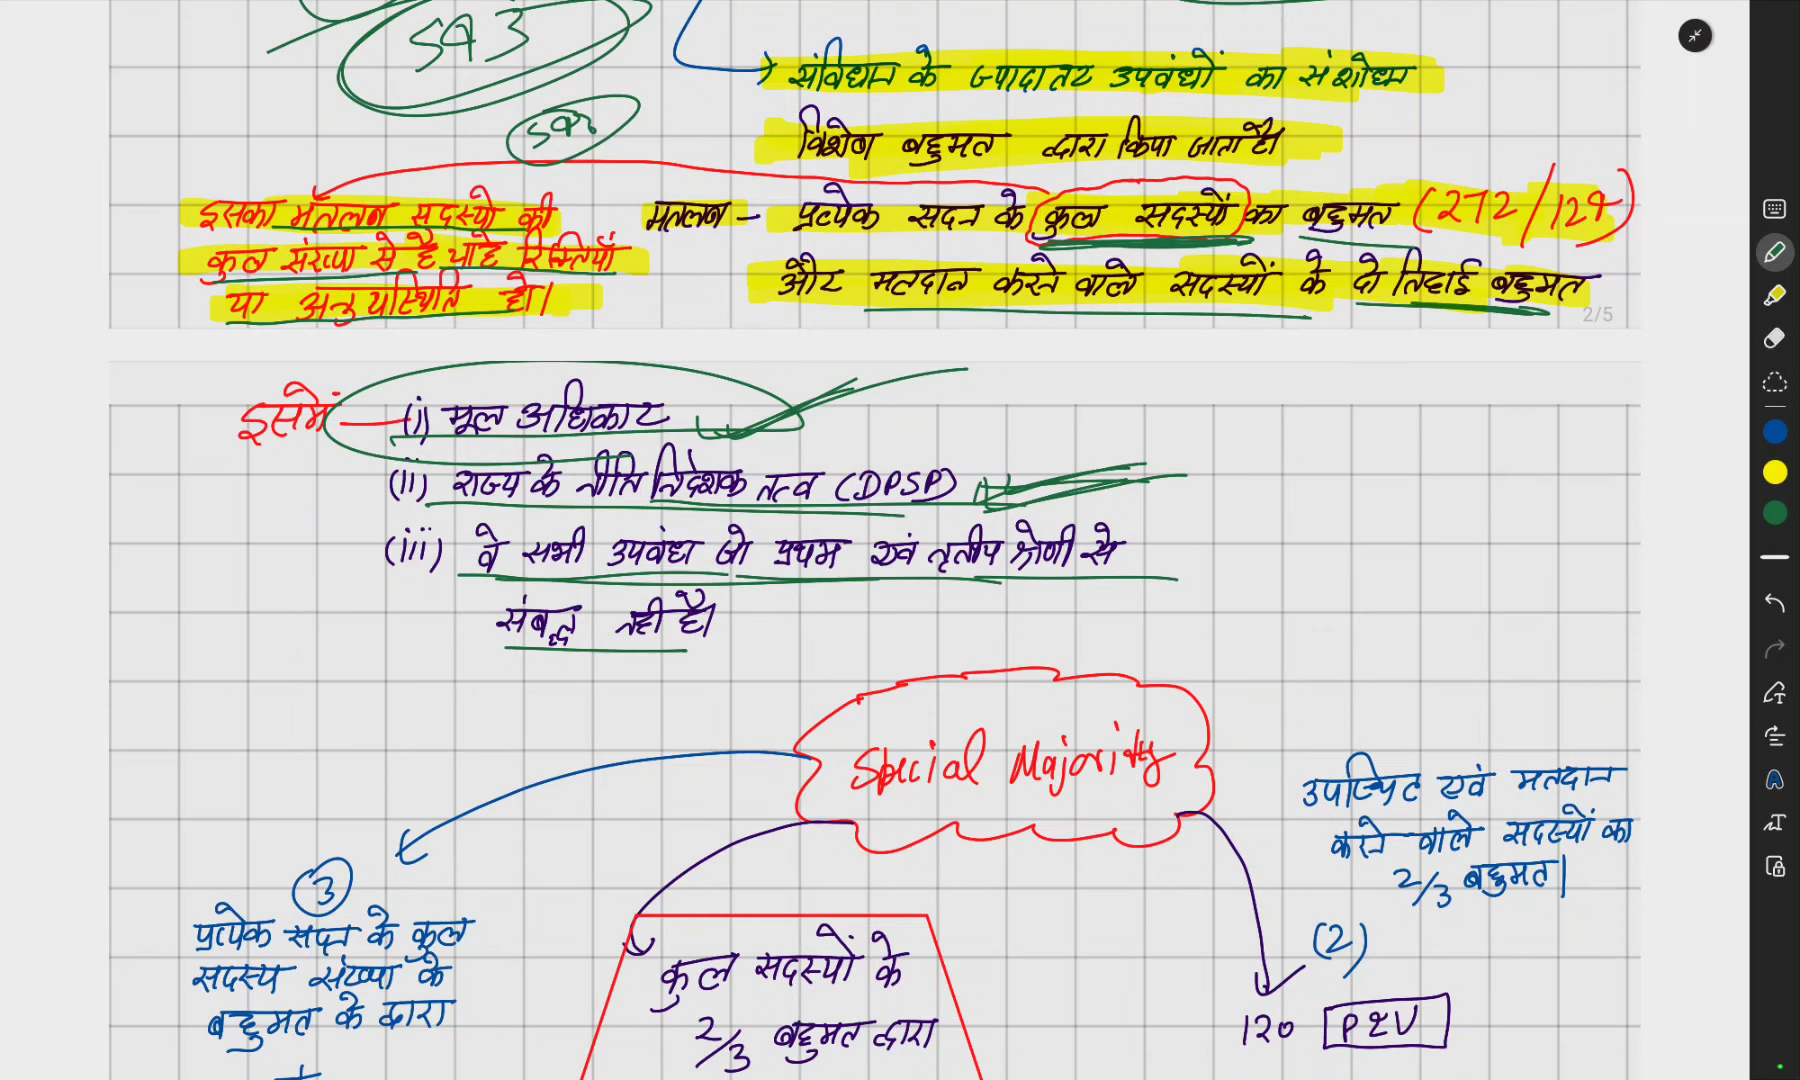 543
संविधान के ज्यादातर उपबंधों का संशोधन
543
विशेष बहुमत द्वारा किया जाता है।
इसका मतलब सदस्यो की
मतलब - प्रत्येक सदन के कुल सदस्यों का बहुमत (272/124)
कुल संख्या से है चाहे रिक्तियाँ
और मतदान करने वाले सदस्यों के दो तिहाई बहुमत
या अनुपस्थिति हो।
2/5
इसमें (i) मूल अधिकार
(ii) राज्य के नीति निदेशक तत्व (DPSP)
(iii) वे सभी उपबंध जो प्रथम एवं तृतीय श्रेणी से
संबद्ध नही है।
Special Majority
उपस्थित एवं मतदान
करने वाले सदस्यों का
2/3 बहुमत।
3
प्रत्येक सदन के कुल
सदस्य संख्या के
बहुमत के द्वारा
कुल सदस्यों के
2/3 बहुमत द्वारा
(2)
120 P&V